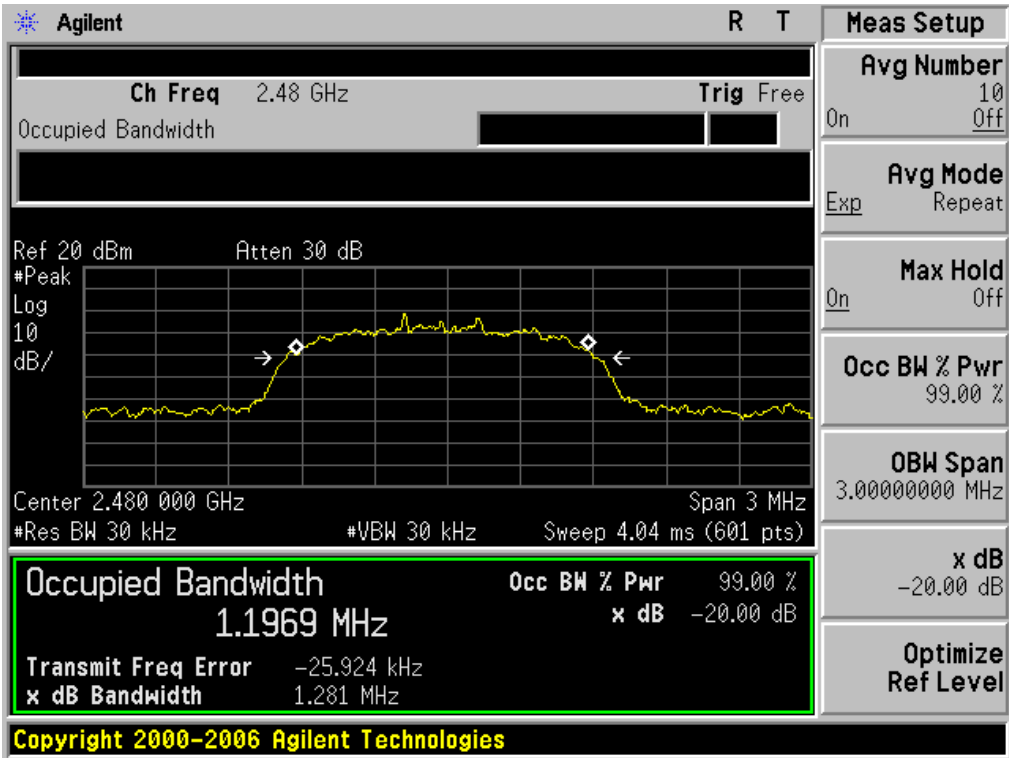 Agilent R T
Ch Freq 2.48 GHz Trig Free
Occupied Bandwidth
Ref 20 dBm Atten 30 dB
#Peak
Log
10
dB/
Center 2.480 000 GHz Span 3 MHz
#Res BW 30 kHz #VBW 30 kHz Sweep 4.04 ms (601 pts)
Occupied Bandwidth Occ BW % Pwr 99.00 %
1.1969 MHz x dB -20.00 dB
Transmit Freq Error -25.924 kHz
x dB Bandwidth 1.281 MHz
Copyright 2000-2006 Agilent Technologies
Meas Setup
Avg Number
10
On Off
Avg Mode
Exp Repeat
Max Hold
On Off
Occ BW % Pwr
99.00 %
OBW Span
3.00000000 MHz
x dB
-20.00 dB
Optimize
Ref Level